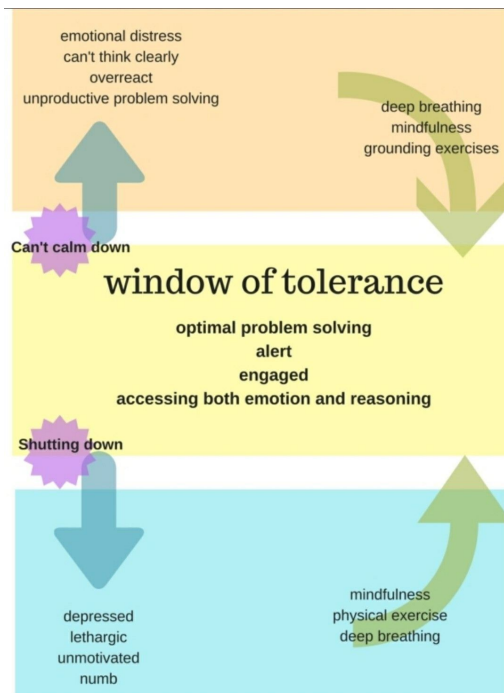 emotional distress
can't think clearly
overreact
unproductive problem solving
deep breathing
mindfulness
grounding exercises
Can't calm down
window of tolerance
optimal problem solving
alert
engaged
accessing both emotion and reasoning
Shutting down
depressed
lethargic
unmotivated
numb
mindfulness
physical exercise
deep breathing